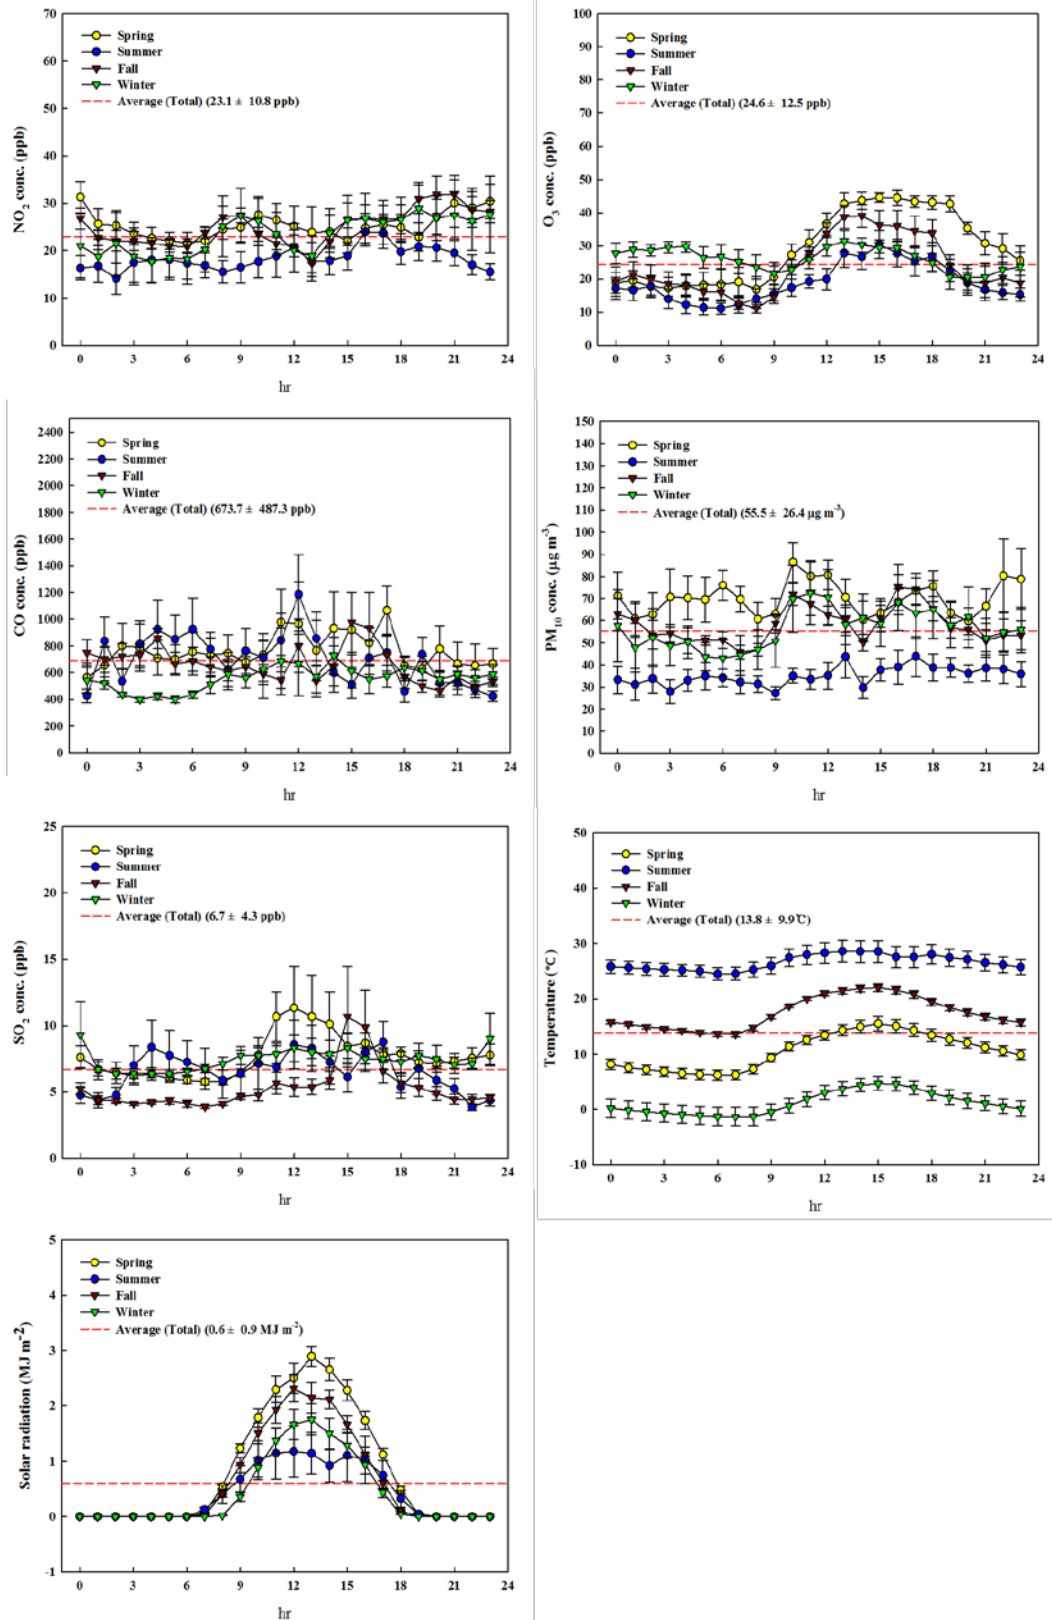 NO2 conc. (ppb)
70
60
50
40
30
20
10
0
Spring
Summer
Fall
Winter
Average (Total) (23.1 ± 10.8 ppb)
0 3 6 9 12 15 18 21 24
hr
O3 conc. (ppb)
100
90
80
70
60
50
40
30
20
10
0
Spring
Summer
Fall
Winter
Average (Total) (24.6 ± 12.5 ppb)
0 3 6 9 12 15 18 21 24
hr
CO conc. (ppb)
2400
2200
2000
1800
1600
1400
1200
1000
800
600
400
200
0
Spring
Summer
Fall
Winter
Average (Total) (673.7 ± 487.3 ppb)
0 3 6 9 12 15 18 21 24
hr
PM10 conc. (μg m-3)
150
140
130
120
110
100
90
80
70
60
50
40
30
20
10
0
Spring
Summer
Fall
Winter
Average (Total) (55.5 ± 26.4 μg m-3)
0 3 6 9 12 15 18 21 24
hr
SO2 conc. (ppb)
25
20
15
10
5
0
Spring
Summer
Fall
Winter
Average (Total) (6.7 ± 4.3 ppb)
0 3 6 9 12 15 18 21 24
hr
Temperature (°C)
50
40
30
20
10
0
-10
Spring
Summer
Fall
Winter
Average (Total) (13.8 ± 9.9℃)
0 3 6 9 12 15 18 21 24
hr
Solar radiation (MJ m-2)
5
4
3
2
1
0
-1
Spring
Summer
Fall
Winter
Average (Total) (0.6 ± 0.9 MJ m-2)
0 3 6 9 12 15 18 21 24
hr